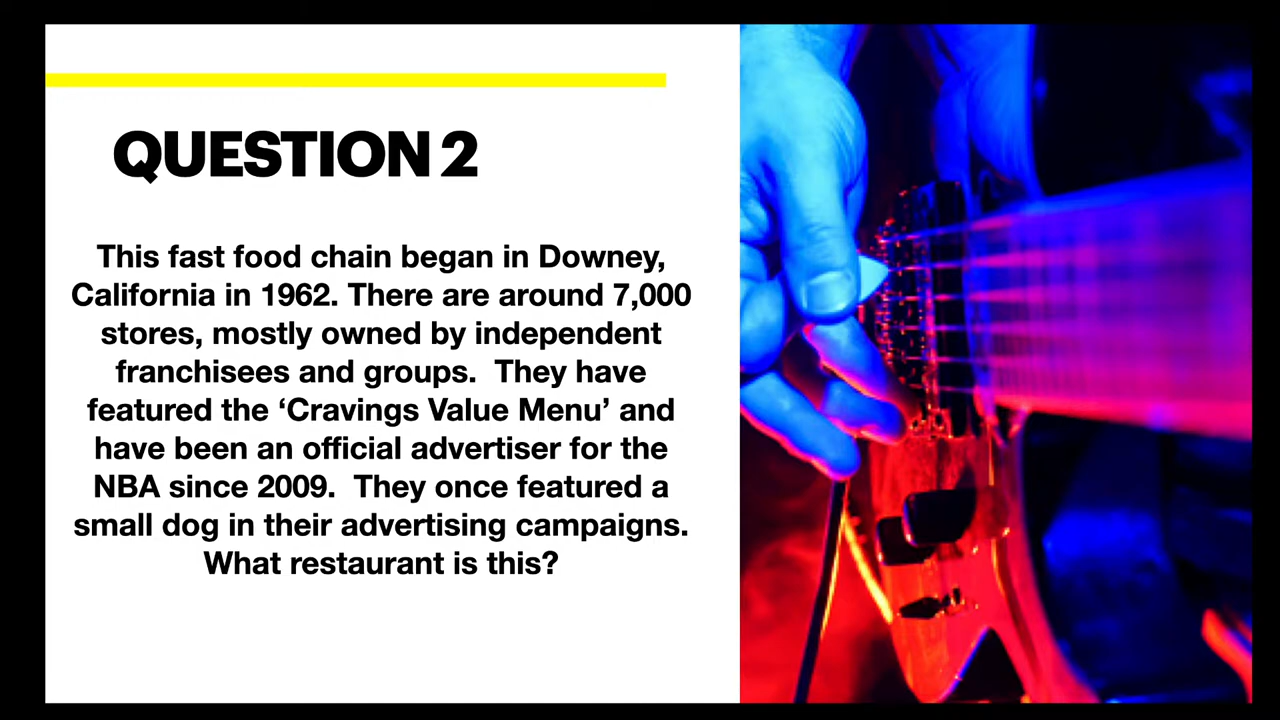 QUESTION 2
This fast food chain began in Downey,
California in 1962. There are around 7,000
stores, mostly owned by independent
franchisees and groups.  They have
featured the ‘Cravings Value Menu’ and
have been an official advertiser for the
NBA since 2009.  They once featured a
small dog in their advertising campaigns.
What restaurant is this?